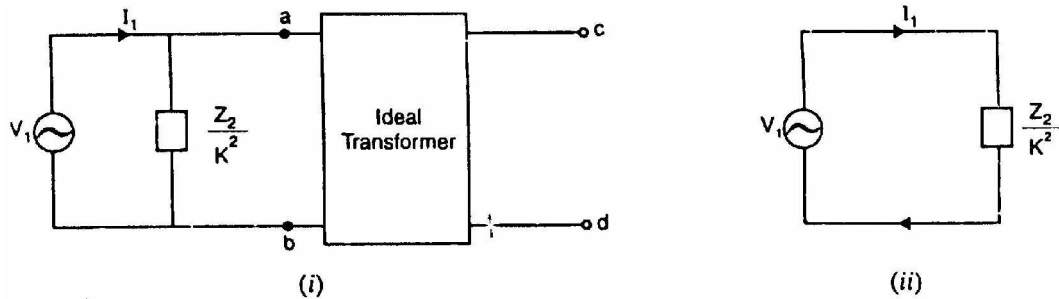 I₁
a
c
V₁
Z₂
K²
Ideal
Transformer
b
d
(i)
I₁
V₁
Z₂
K²
(ii)